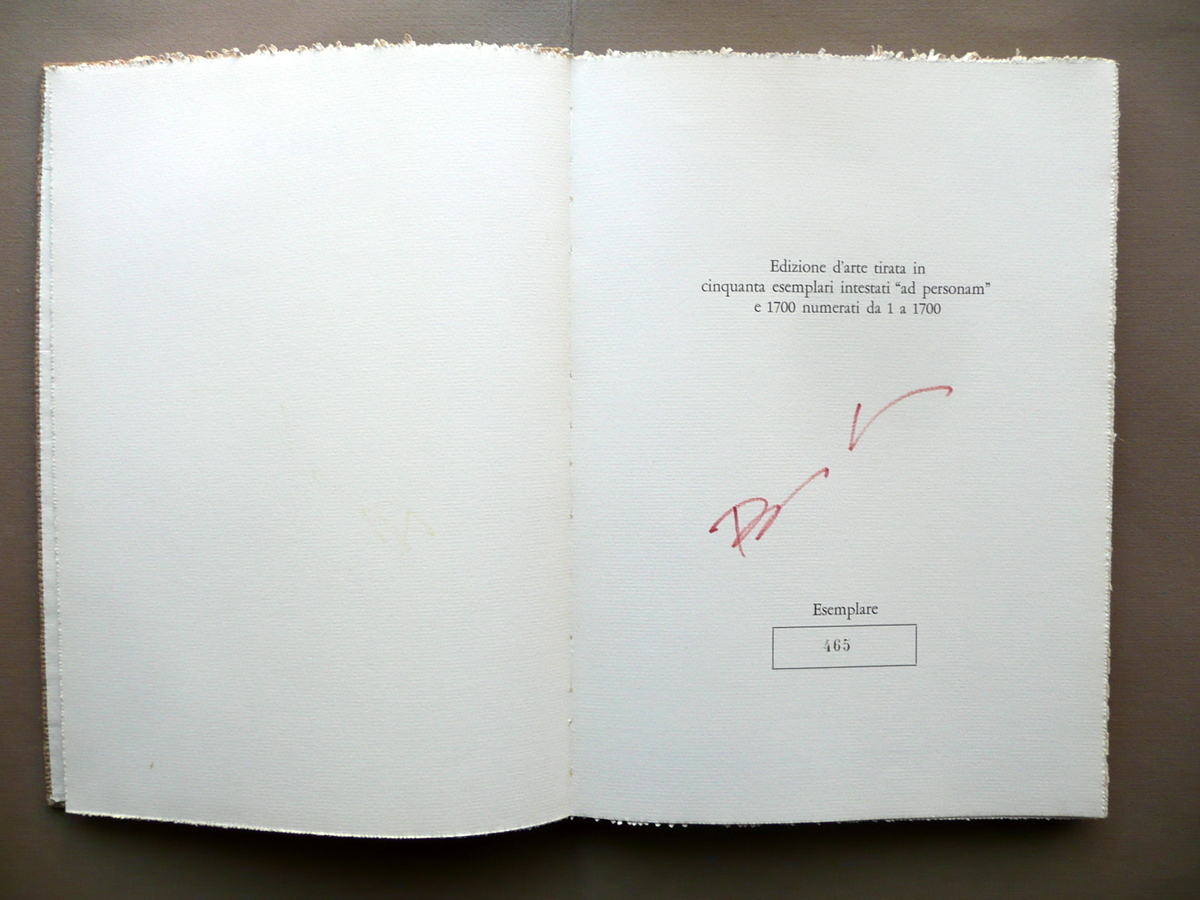 Edizione d'arte tirata in
cinquanta esemplari intestati “ad personam”
e 1700 numerati da 1 a 1700
Esemplare
465